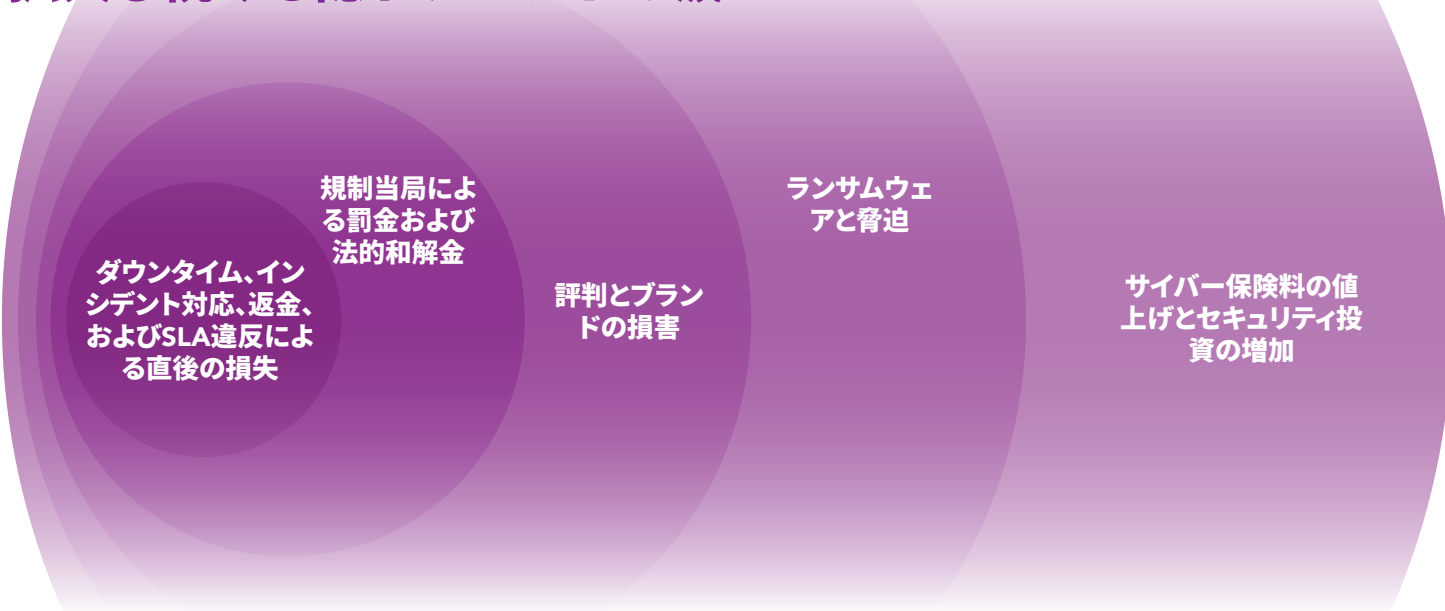 ダウンタイム、イン
シデント対応、返金、
およびSLA違反によ
る直後の損失
規制当局によ
る罰金および
法的和解金
評判とブラン
ドの損害
ランサムウェ
アと脅迫
サイバー保険料の値
上げとセキュリティ投
資の増加